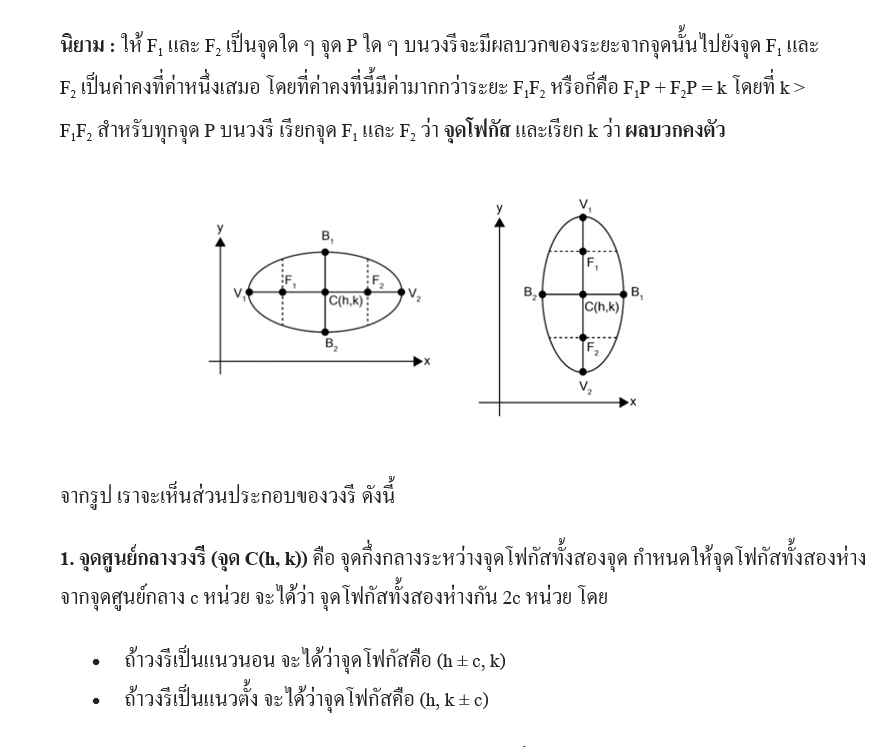 นิยาม : ให้ F₁ และ F₂ เป็นจุดใด ๆ จุด P ใด ๆ บนวงรีจะมีผลบวกของระยะจากจุดนั้นไปยังจุด F₁ และ
F₂ เป็นค่าคงที่ค่าหนึ่งเสมอ โดยที่ค่าคงที่นี้มีค่ามากกว่าระยะ F₁F₂ หรือก็คือ F₁P + F₂P = k โดยที่ k >
F₁F₂ สำหรับทุกจุด P บนวงรี เรียกจุด F₁ และ F₂ ว่า จุดโฟกัส และเรียก k ว่า ผลบวกคงตัว
y
B₁
V₁
F₁
F₂
V₂
C(h,k)
B₂
x
y
V₁
F₁
B₂
B₁
C(h,k)
F₂
V₂
x
จากรูป เราจะเห็นส่วนประกอบของวงรี ดังนี้
1. จุดศูนย์กลางวงรี (จุด C(h, k)) คือ จุดกึ่งกลางระหว่างจุดโฟกัสทั้งสองจุด กำหนดให้จุดโฟกัสทั้งสองห่าง
จากจุดศูนย์กลาง c หน่วย จะได้ว่า จุดโฟกัสทั้งสองห่างกัน 2c หน่วย โดย
• ถ้าวงรีเป็นแนวนอน จะได้ว่าจุดโฟกัสคือ (h ± c, k)
• ถ้าวงรีเป็นแนวตั้ง จะได้ว่าจุดโฟกัสคือ (h, k ± c)